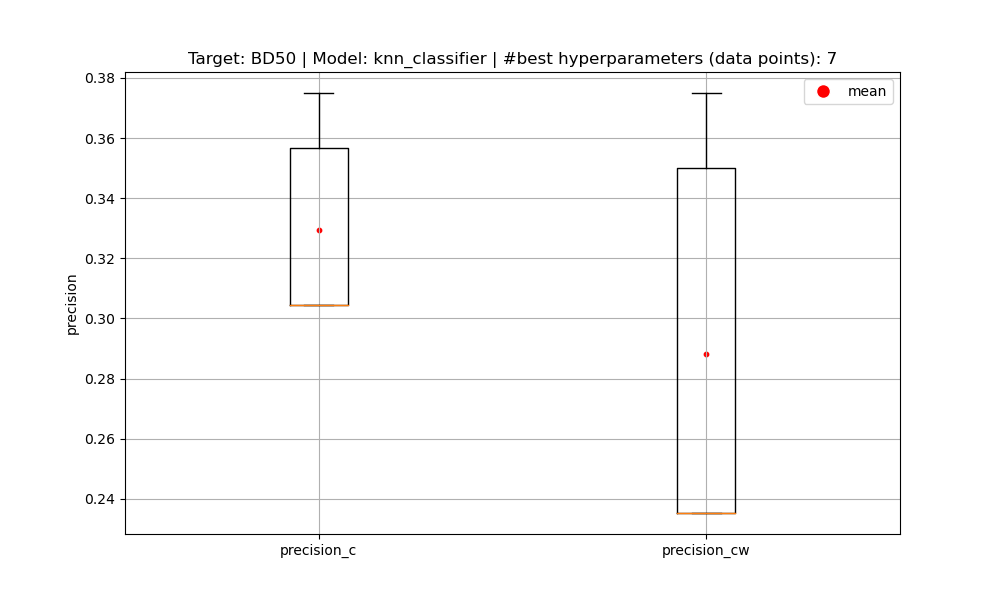 Target: BD50 | Model: knn_classifier | #best hyperparameters (data points): 7
mean
precision
0.38
0.36
0.34
0.32
0.30
0.28
0.26
0.24
precision_c
precision_cw